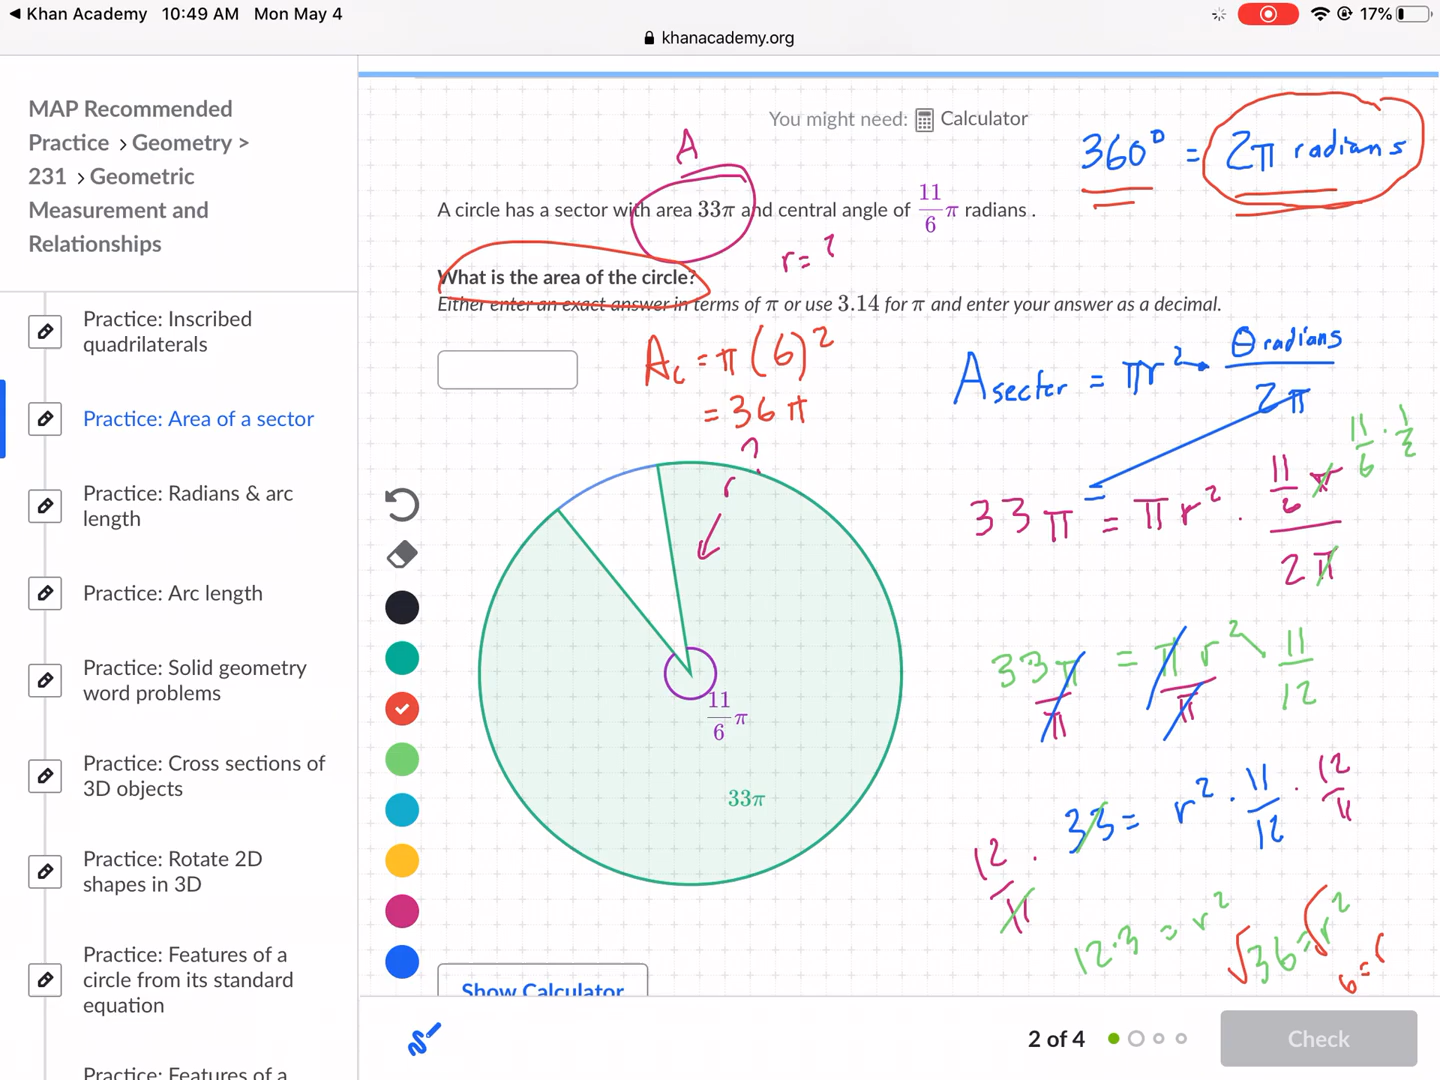 Khan Academy 10:49 AM Mon May 4
17%
khanacademy.org
MAP Recommended
Practice > Geometry >
231 > Geometric
Measurement and
Relationships
Practice: Inscribed
quadrilaterals
Practice: Area of a sector
Practice: Radians & arc
length
Practice: Arc length
Practice: Solid geometry
word problems
Practice: Cross sections of
3D objects
Practice: Rotate 2D
shapes in 3D
Practice: Features of a
circle from its standard
equation
Practice: Features of a
You might need: Calculator
360° = 2π radians
A
A circle has a sector with area 33π and central angle of 11/6 π radians .
r = ?
What is the area of the circle?
Either enter an exact answer in terms of π or use 3.14 for π and enter your answer as a decimal.
Ac = π(6)²
= 36π
?
r
11/6 π
33π
A sector = πr² · θ radians / 2π
11/6 · 1/2
33π = πr² · 11/6 π / 2π
33π/π = πr²/π · 11/12
12/11 · 33 = r² · 11/12 · 12/11
12·3 = r²
√36 = √r²
6 = r
Show Calculator
2 of 4
Check